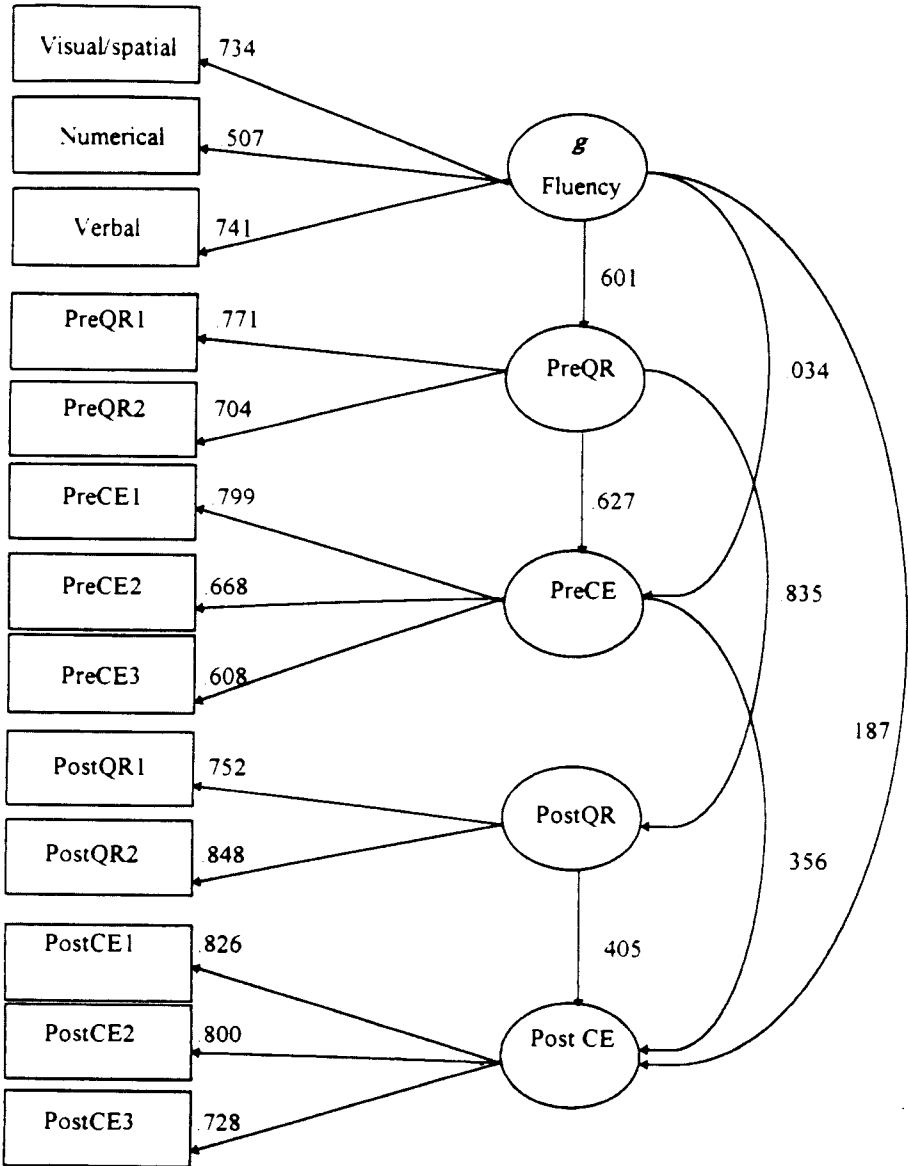 Visual/spatial
734
Numerical
507
g
Fluency
Verbal
741
601
PreQR1
.771
PreQR
034
PreQR2
704
PreCE1
.799
.627
PreCE2
.668
PreCE
.835
PreCE3
.608
187
PostQR1
752
PostQR
PostQR2
.848
356
PostCE1
.826
405
PostCE2
.800
Post CE
PostCE3
.728